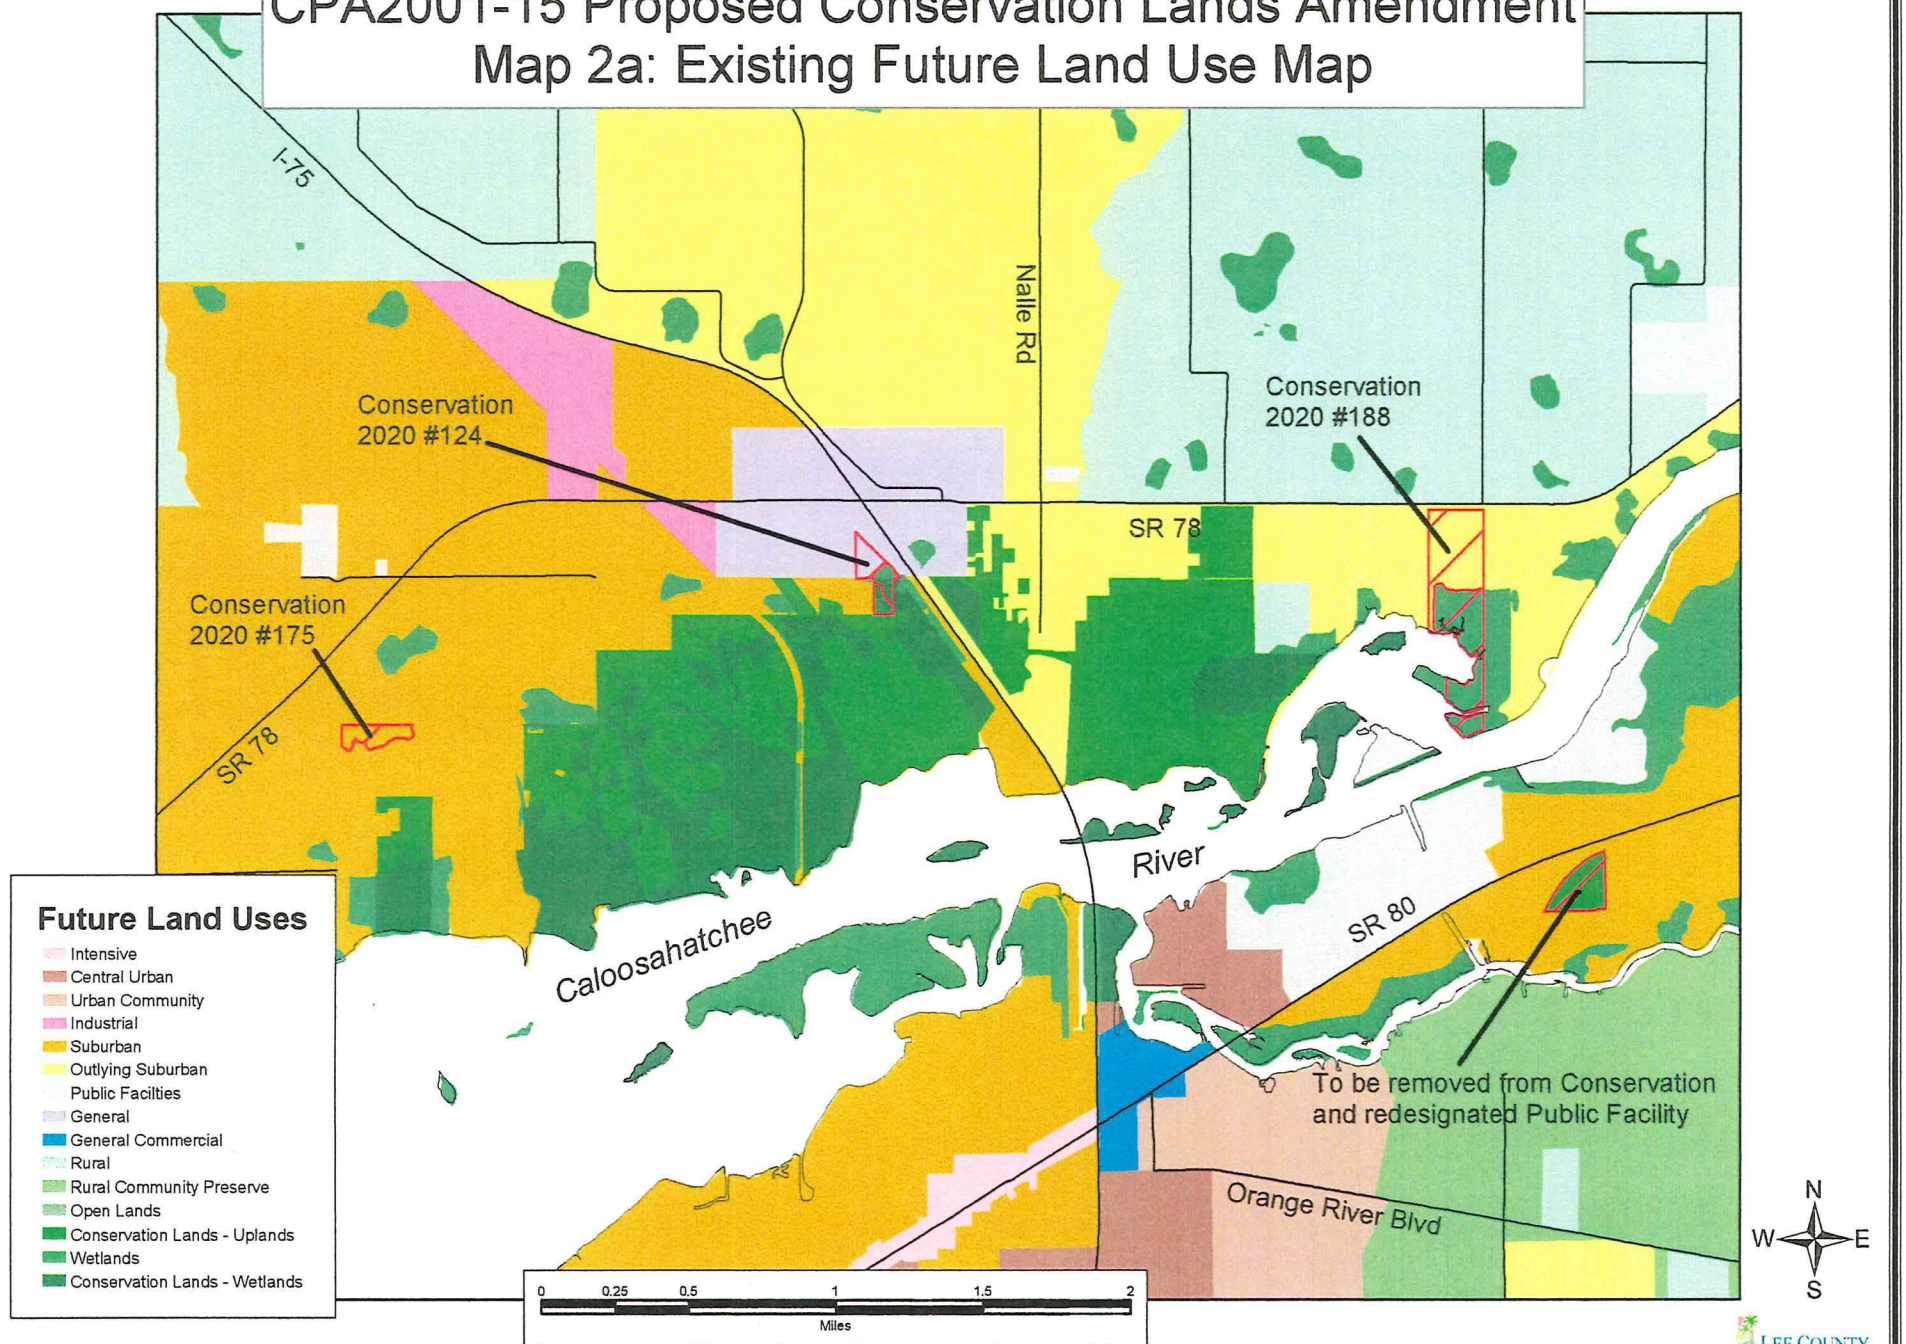 CPA2001-15 Proposed Conservation Lands Amendment
Map 2a: Existing Future Land Use Map
I-75
Nalle Rd
Conservation
2020 #124
Conservation
2020 #188
SR 78
Conservation
2020 #175
SR 78
River
Caloosahatchee
SR 80
To be removed from Conservation
and redesignated Public Facility
Orange River Blvd
Future Land Uses
Intensive
Central Urban
Urban Community
Industrial
Suburban
Outlying Suburban
Public Facilties
General
General Commercial
Rural
Rural Community Preserve
Open Lands
Conservation Lands - Uplands
Wetlands
Conservation Lands - Wetlands
0 0.25 0.5 1 1.5 2
Miles
N
W E
S
LEE COUNTY